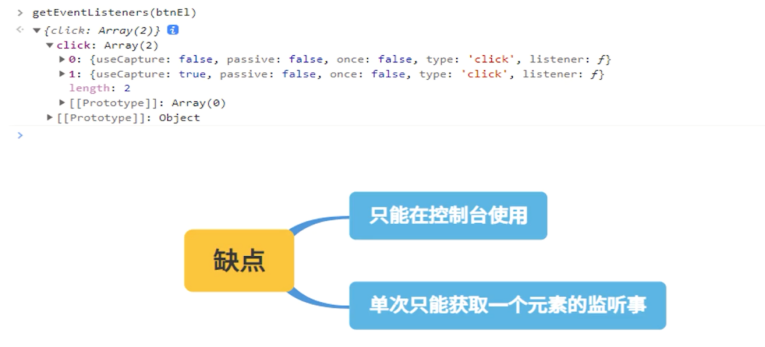 > getEventListeners(btnEl)
{click: Array(2)} i
click: Array(2)
0: {useCapture: false, passive: false, once: false, type: 'click', listener: ƒ}
1: {useCapture: true, passive: false, once: false, type: 'click', listener: ƒ}
length: 2
[[Prototype]]: Array(0)
[[Prototype]]: Object
>
只能在控制台使用
缺点
单次只能获取一个元素的监听事